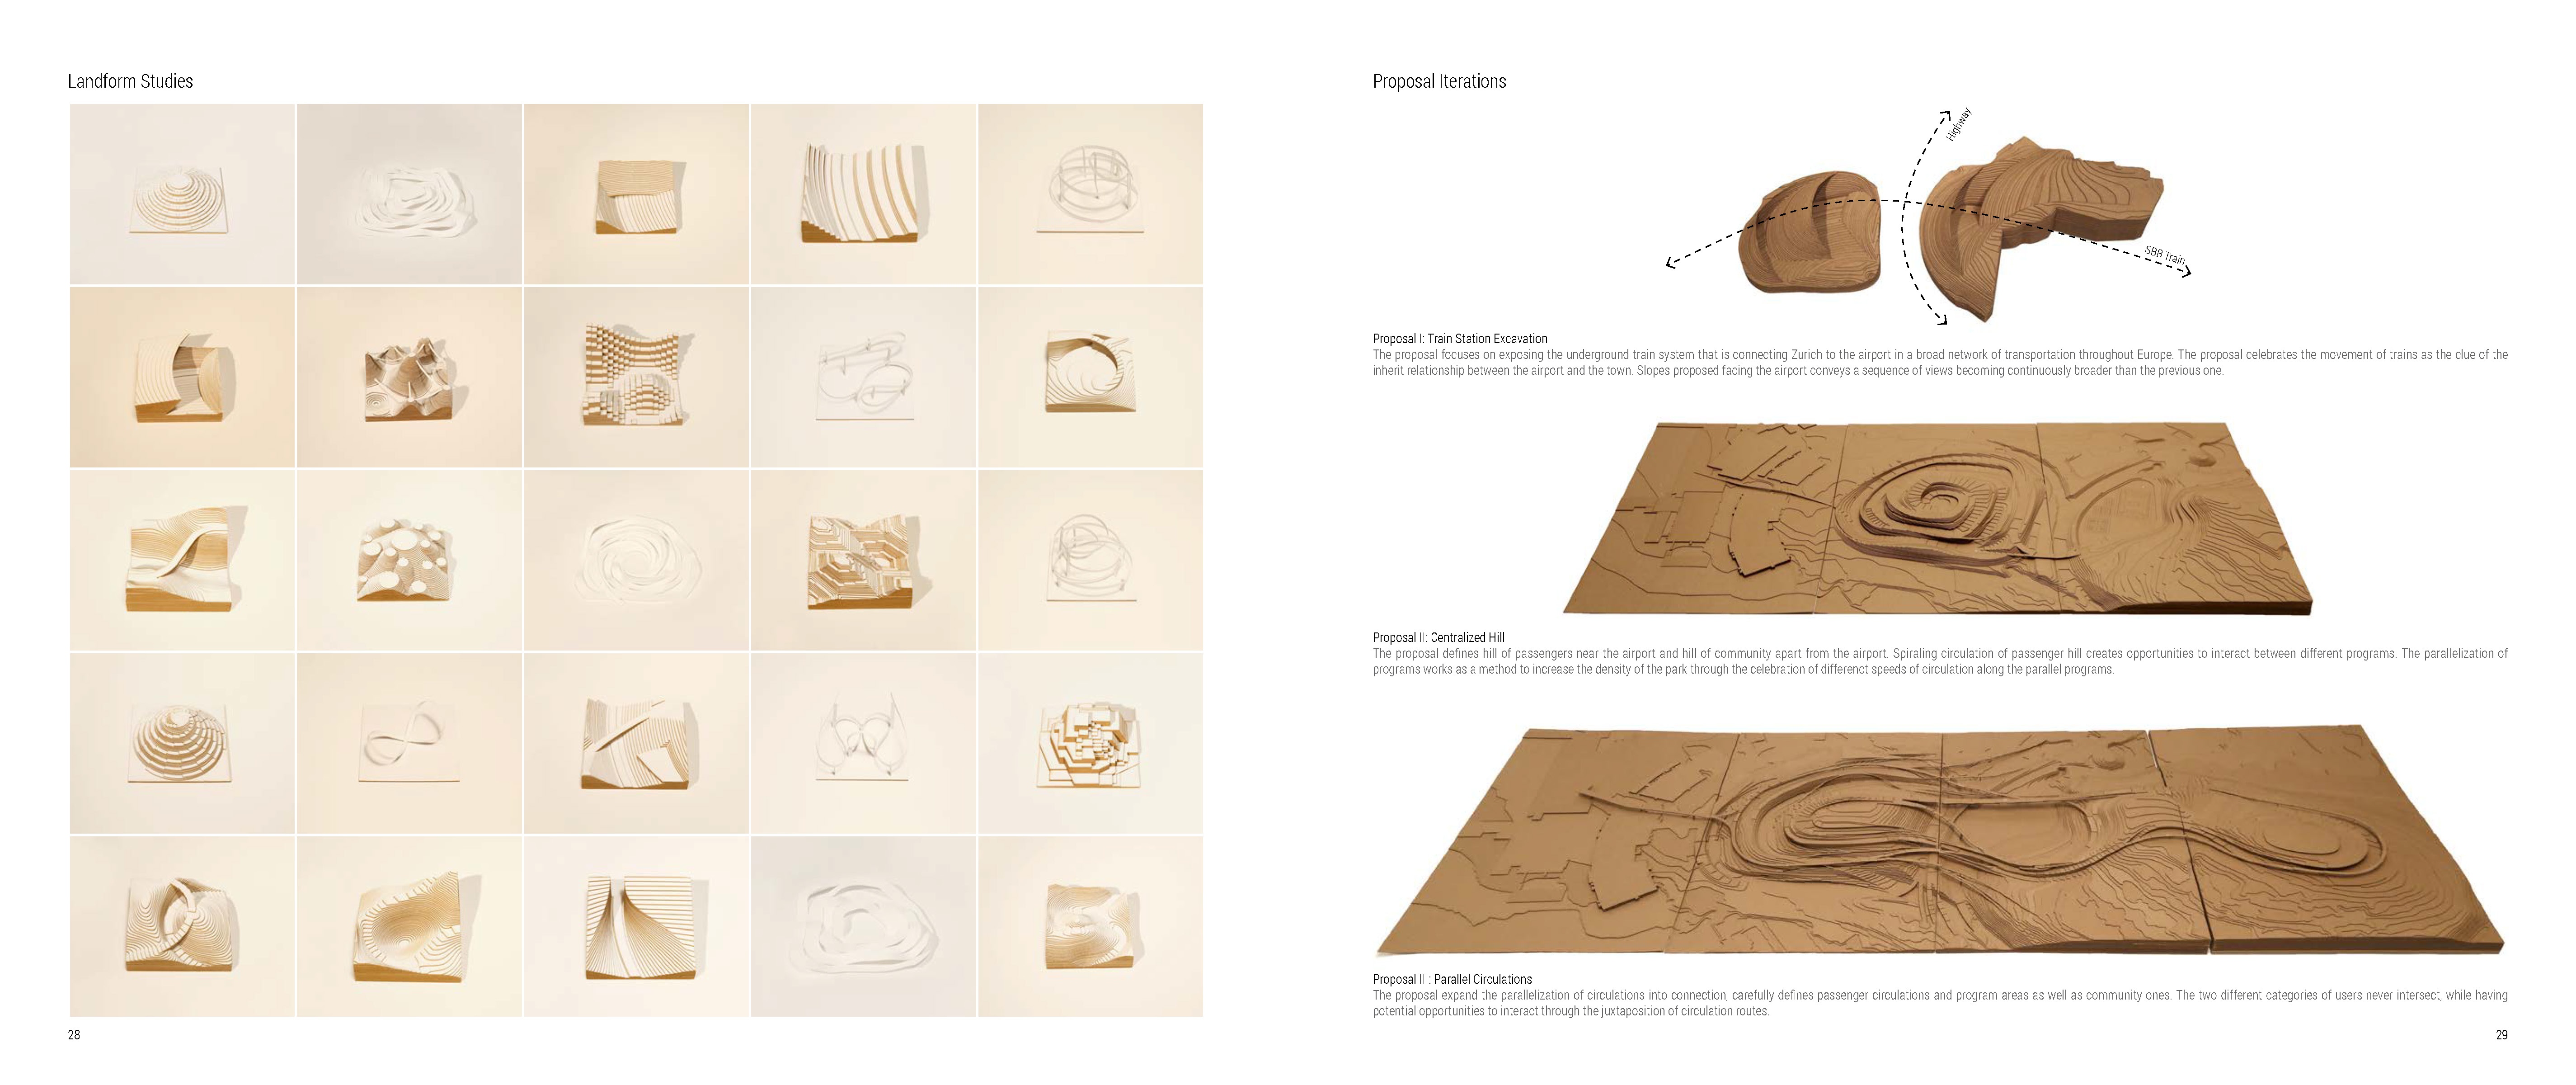 Landform Studies
28
Proposal Iterations
Highway
SBB Train
Proposal I: Train Station Excavation
The proposal focuses on exposing the underground train system that is connecting Zurich to the airport in a broad network of transportation throughout Europe. The proposal celebrates the movement of trains as the clue of the
inherit relationship between the airport and the town. Slopes proposed facing the airport conveys a sequence of views becoming continuously broader than the previous one.
Proposal II: Centralized Hill
The proposal defines hill of passengers near the airport and hill of community apart from the airport. Spiraling circulation of passenger hill creates opportunities to interact between different programs. The parallelization of
programs works as a method to increase the density of the park through the celebration of differenct speeds of circulation along the parallel programs.
Proposal III: Parallel Circulations
The proposal expand the parallelization of circulations into connection, carefully defines passenger circulations and program areas as well as community ones. The two different categories of users never intersect, while having
potential opportunities to interact through the juxtaposition of circulation routes.
29